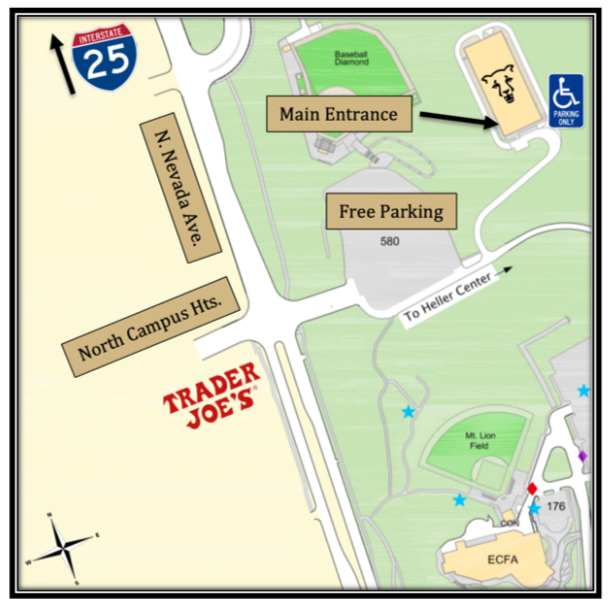 INTERSTATE
25
Baseball
Diamond
Main Entrance
PARKING
ONLY
N. Nevada Ave.
Free Parking
580
To Heller Center
North Campus Hts.
TRADER
JOE'S®
Mt. Lion
Field
176
CON
ECFA
N
E
W
S